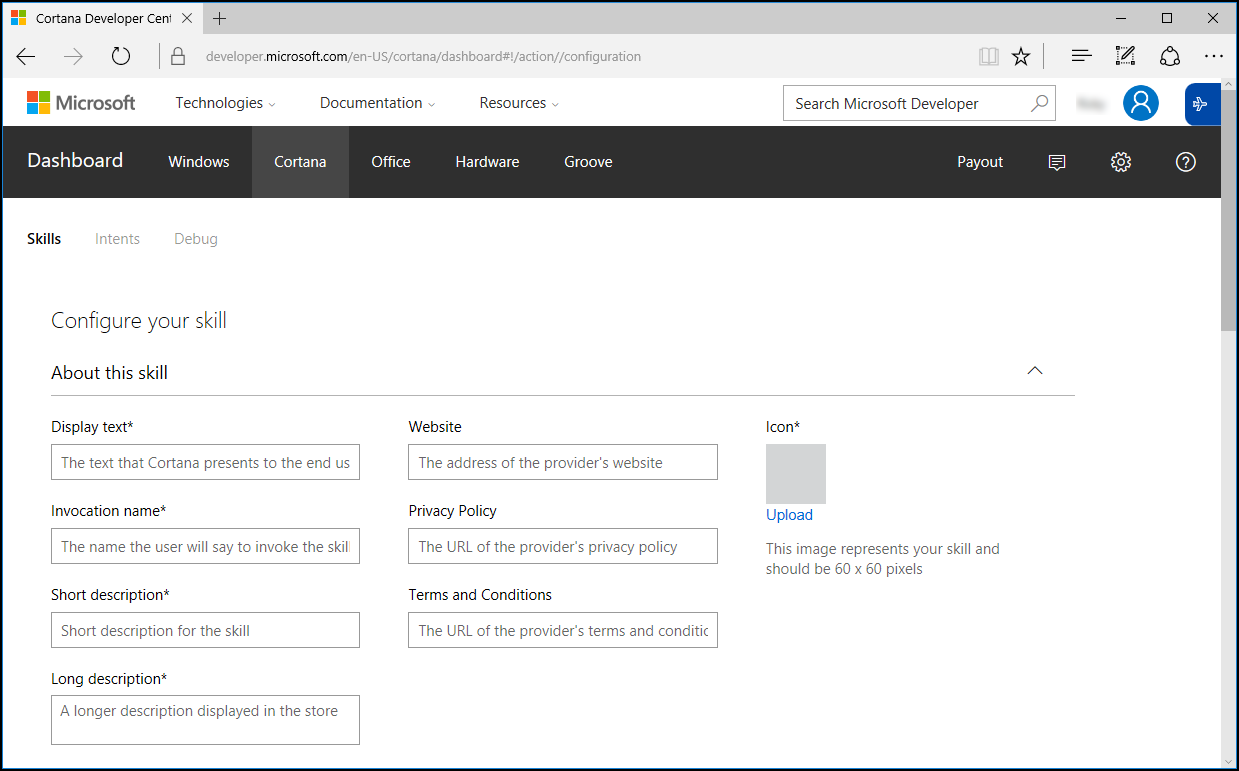 Cortana Developer Cent
developer.microsoft.com/en-US/cortana/dashboard#!/action//configuration
Microsoft Technologies Documentation Resources Search Microsoft Developer
Dashboard Windows Cortana Office Hardware Groove Payout
Skills Intents Debug
Configure your skill
About this skill
Display text* Website Icon*
The text that Cortana presents to the end us The address of the provider's website
Upload
Invocation name* Privacy Policy
The name the user will say to invoke the skill The URL of the provider's privacy policy
This image represents your skill and
should be 60 x 60 pixels
Short description* Terms and Conditions
Short description for the skill The URL of the provider's terms and conditic
Long description*
A longer description displayed in the store